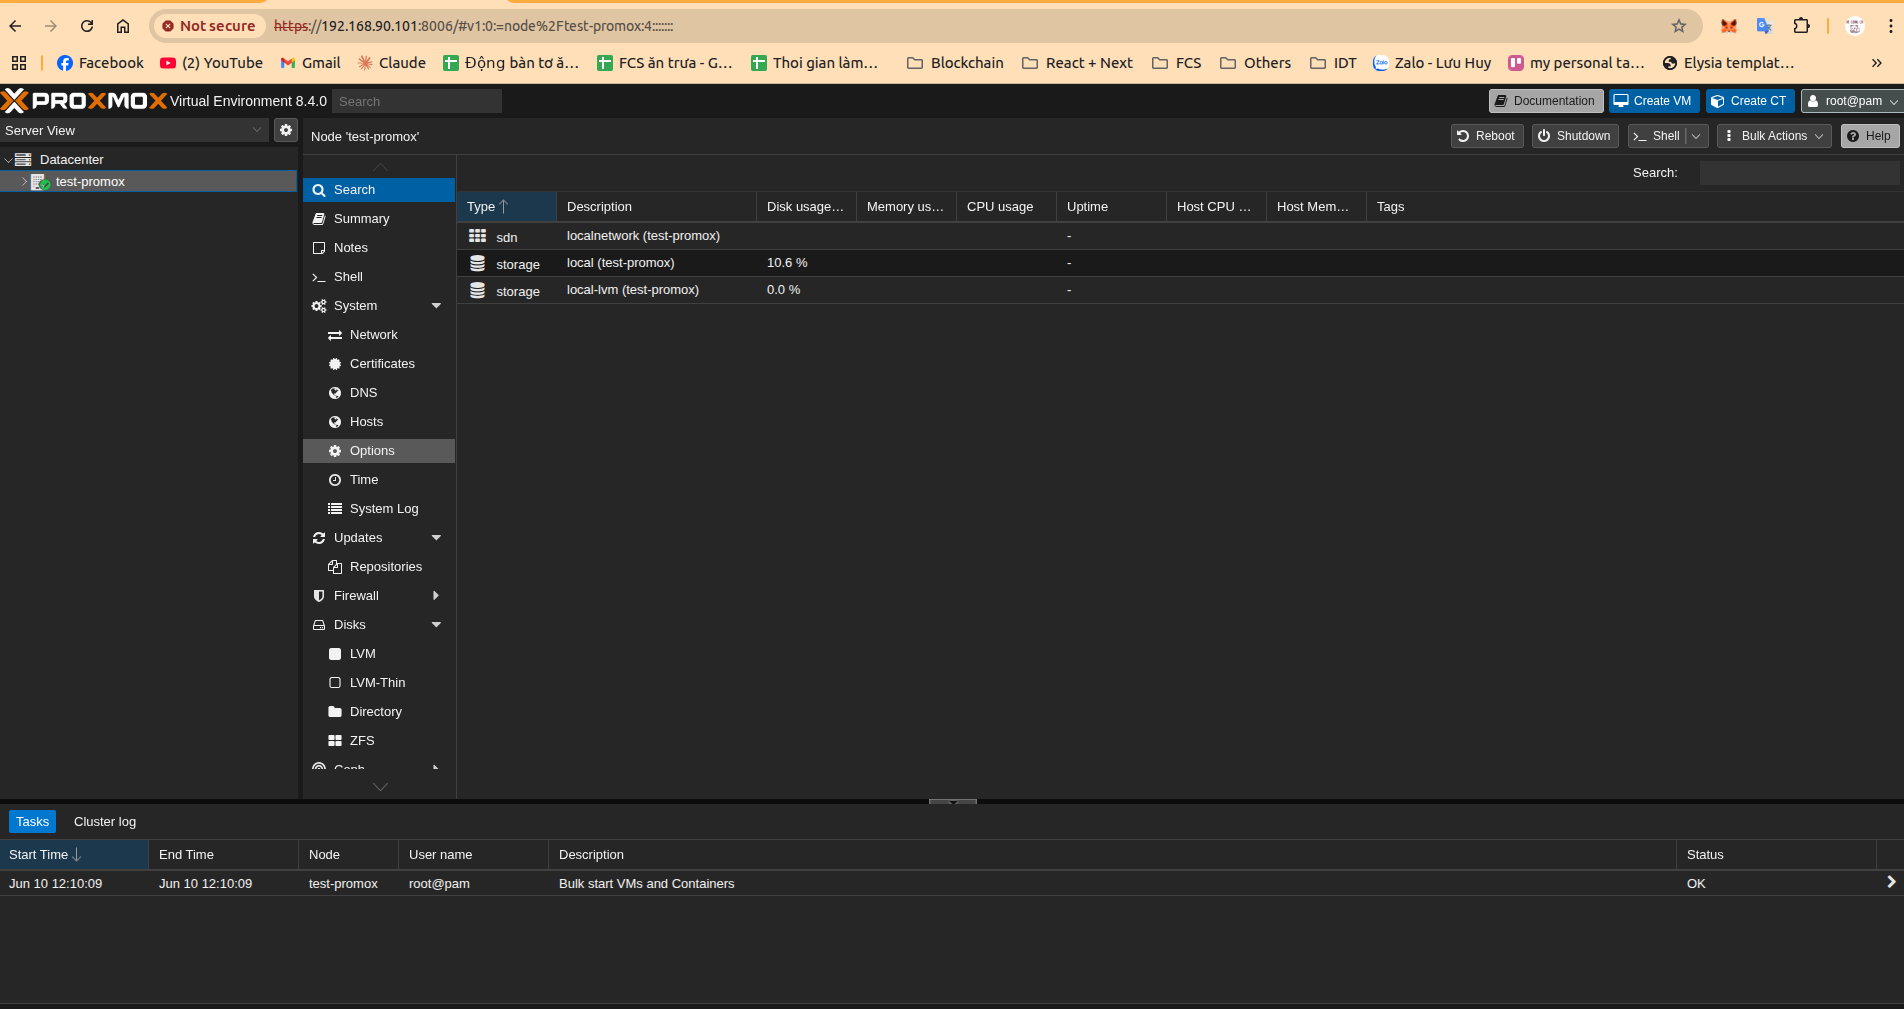 Not secure https://192.168.90.101:8006/#v1:0:=node%2Ftest-promox:4:::::::
Facebook (2) YouTube Gmail Claude Động bàn tơ ă... FCS ăn trưa - G... Thoi gian làm... Blockchain React + Next FCS Others IDT Zalo - Lưu Huy my personal ta... Elysia templat...
PROXMOX Virtual Environment 8.4.0 Search Documentation Create VM Create CT root@pam
Server View
Node 'test-promox' Reboot Shutdown Shell Bulk Actions Help
Datacenter
test-promox
Search:
Search
Summary
Notes
Shell
System
Network
Certificates
DNS
Hosts
Options
Time
System Log
Updates
Repositories
Firewall
Disks
LVM
LVM-Thin
Directory
ZFS
Ceph
Type Description Disk usage... Memory us... CPU usage Uptime Host CPU ... Host Mem... Tags
sdn localnetwork (test-promox) -
storage local (test-promox) 10.6 % -
storage local-lvm (test-promox) 0.0 % -
Tasks Cluster log
Start Time End Time Node User name Description Status
Jun 10 12:10:09 Jun 10 12:10:09 test-promox root@pam Bulk start VMs and Containers OK